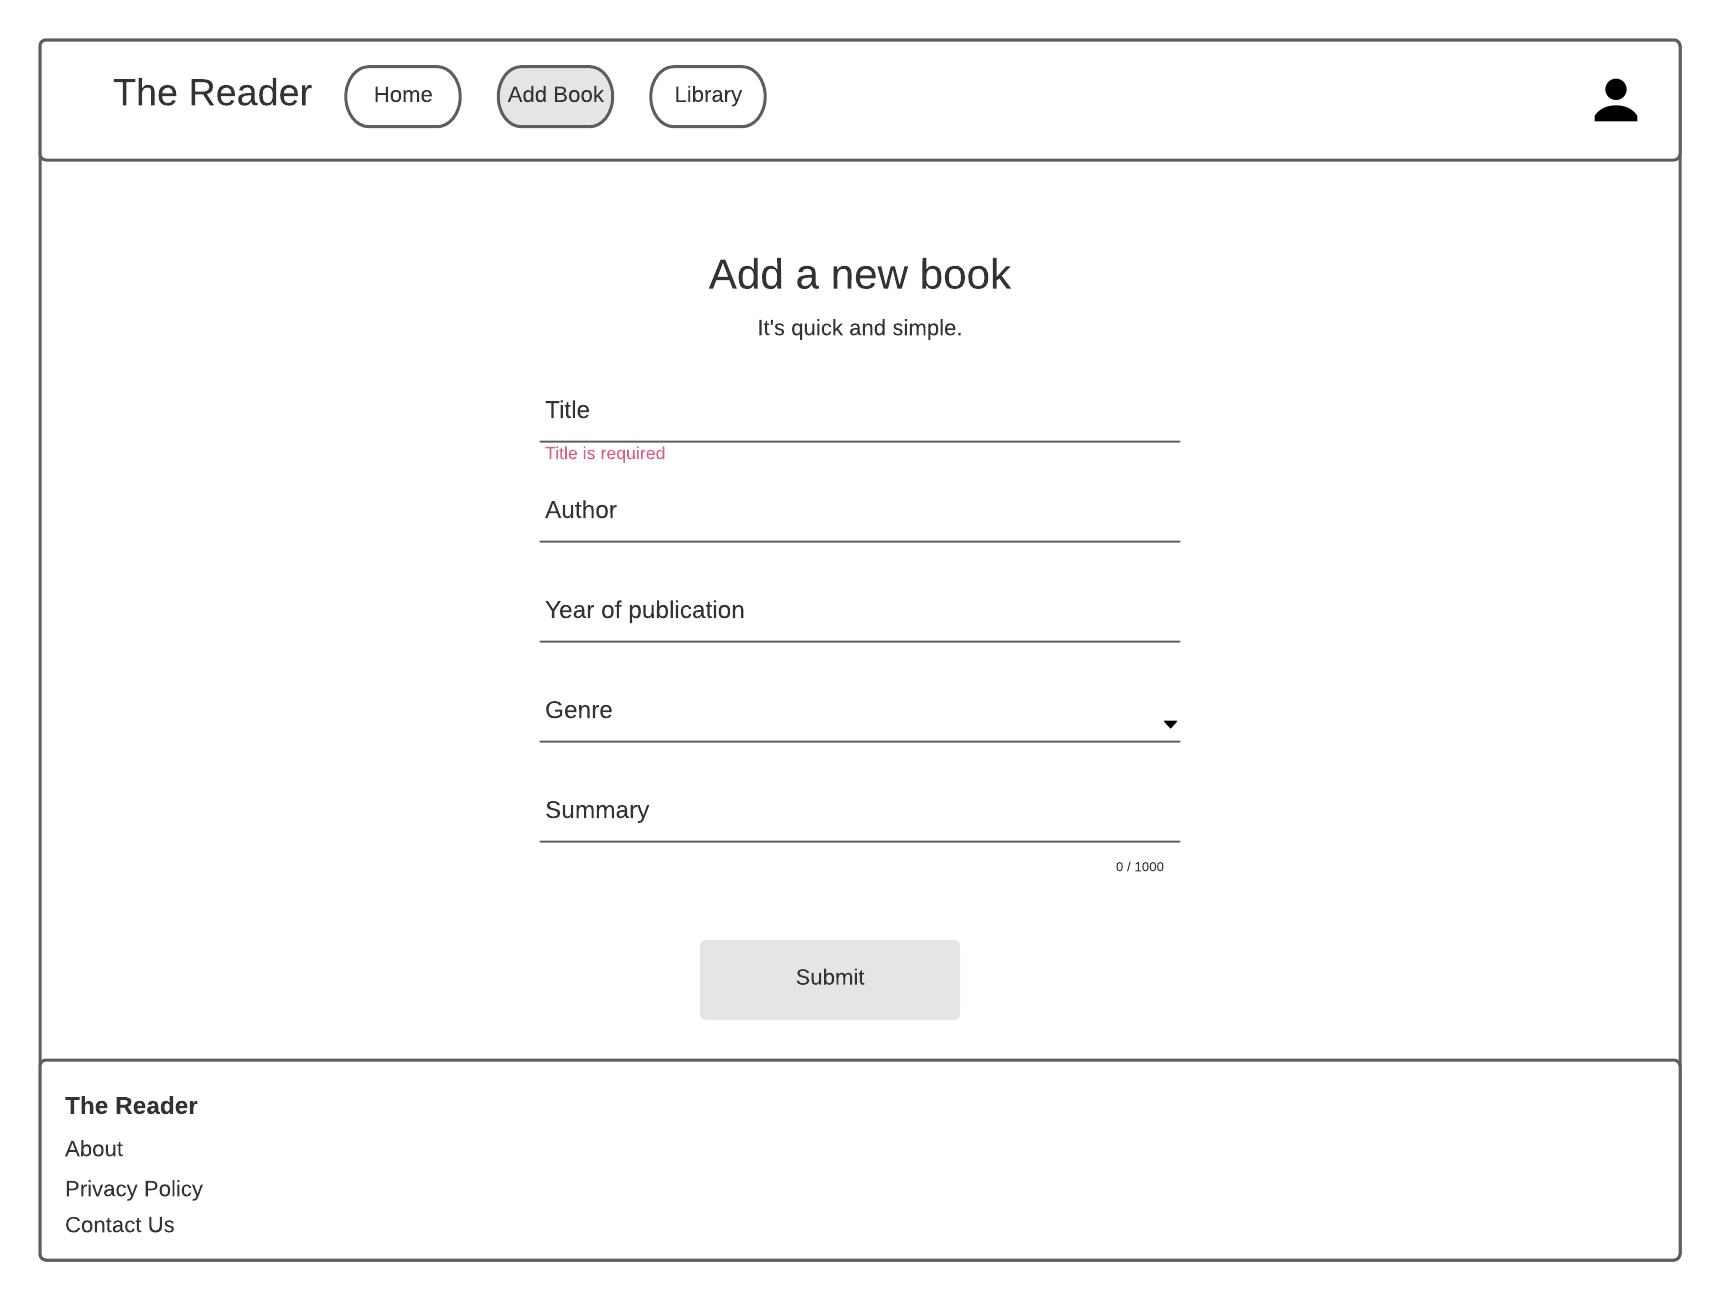 The Reader
Home
Add Book
Library
Add a new book
It's quick and simple.
Title
Title is required
Author
Year of publication
Genre
Summary
0 / 1000
Submit
The Reader
About
Privacy Policy
Contact Us